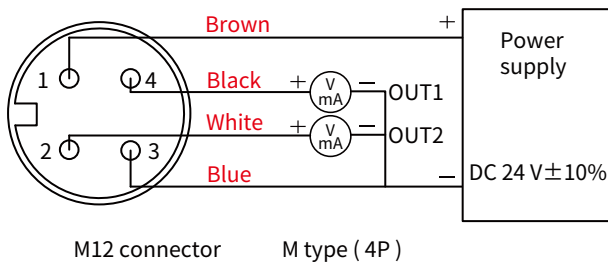 Brown +
Power
supply
1 4 Black + V
mA − OUT1
White + V
mA − OUT2
2 3 Blue − DC 24 V±10%
M12 connector M type ( 4P )